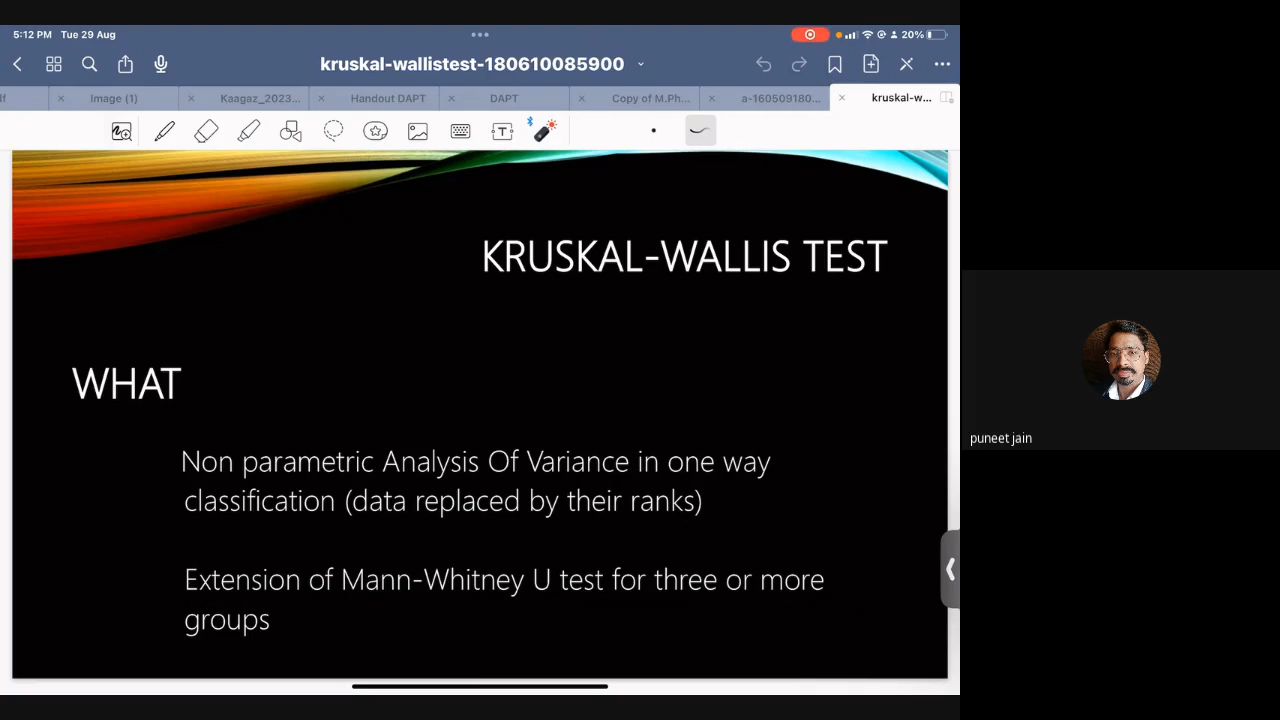 5:12 PM Tue 29 Aug
20%
kruskal-wallistest-180610085900
Image (1)
Kaagaz_2023...
Handout DAPT
DAPT
Copy of M.Ph...
a-160509180...
kruskal-w...
T
KRUSKAL-WALLIS TEST
WHAT
Non parametric Analysis Of Variance in one way
classification (data replaced by their ranks)
Extension of Mann-Whitney U test for three or more
groups
puneet jain